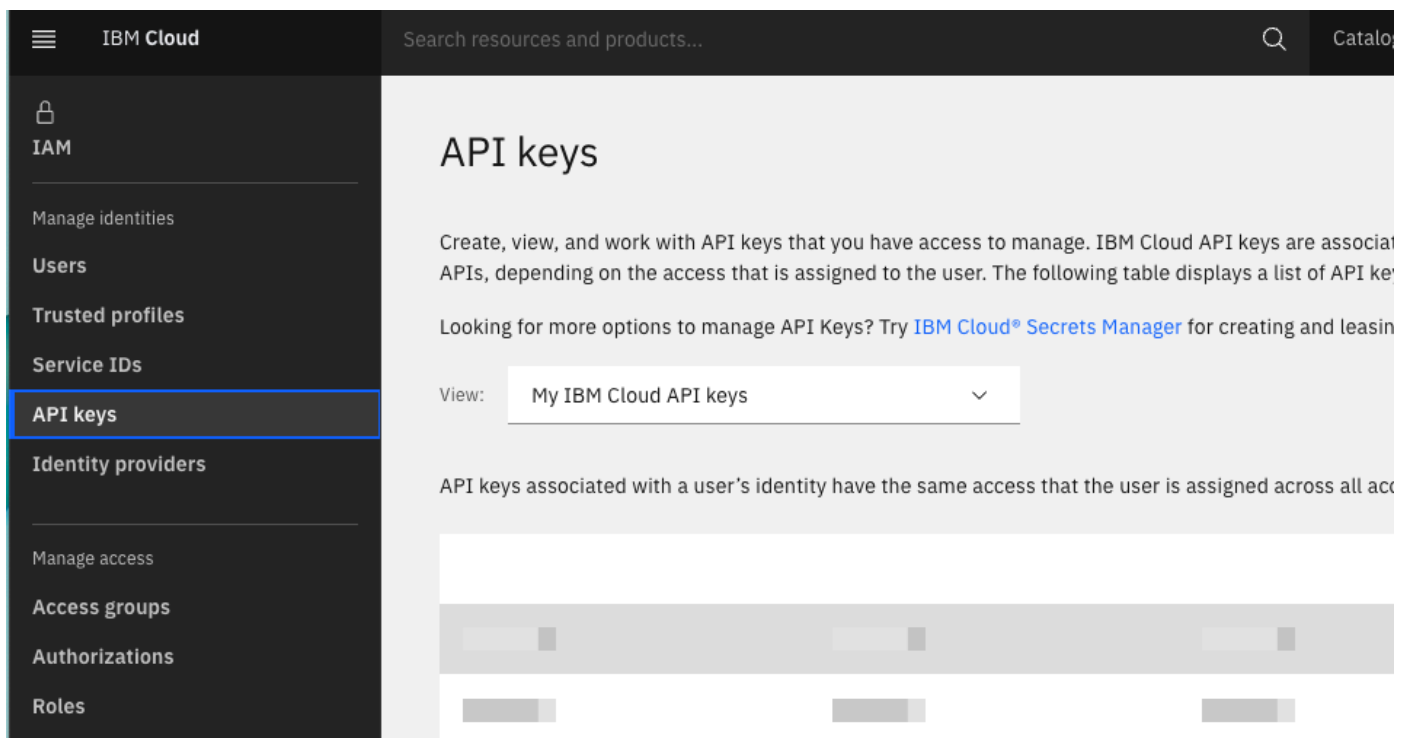 IBM Cloud
Search resources and products...
IAM
Manage identities
Users
Trusted profiles
Service IDs
API keys
Identity providers
Manage access
Access groups
Authorizations
Roles
API keys
Create, view, and work with API keys that you have access to manage. IBM Cloud API keys are
APIs, depending on the access that is assigned to the user. The following table displays a list of API
Looking for more options to manage API Keys? Try IBM Cloud® Secrets Manager for creating and
View:
My IBM Cloud API keys
API keys associated with a user’s identity have the same access that the user is assigned across all